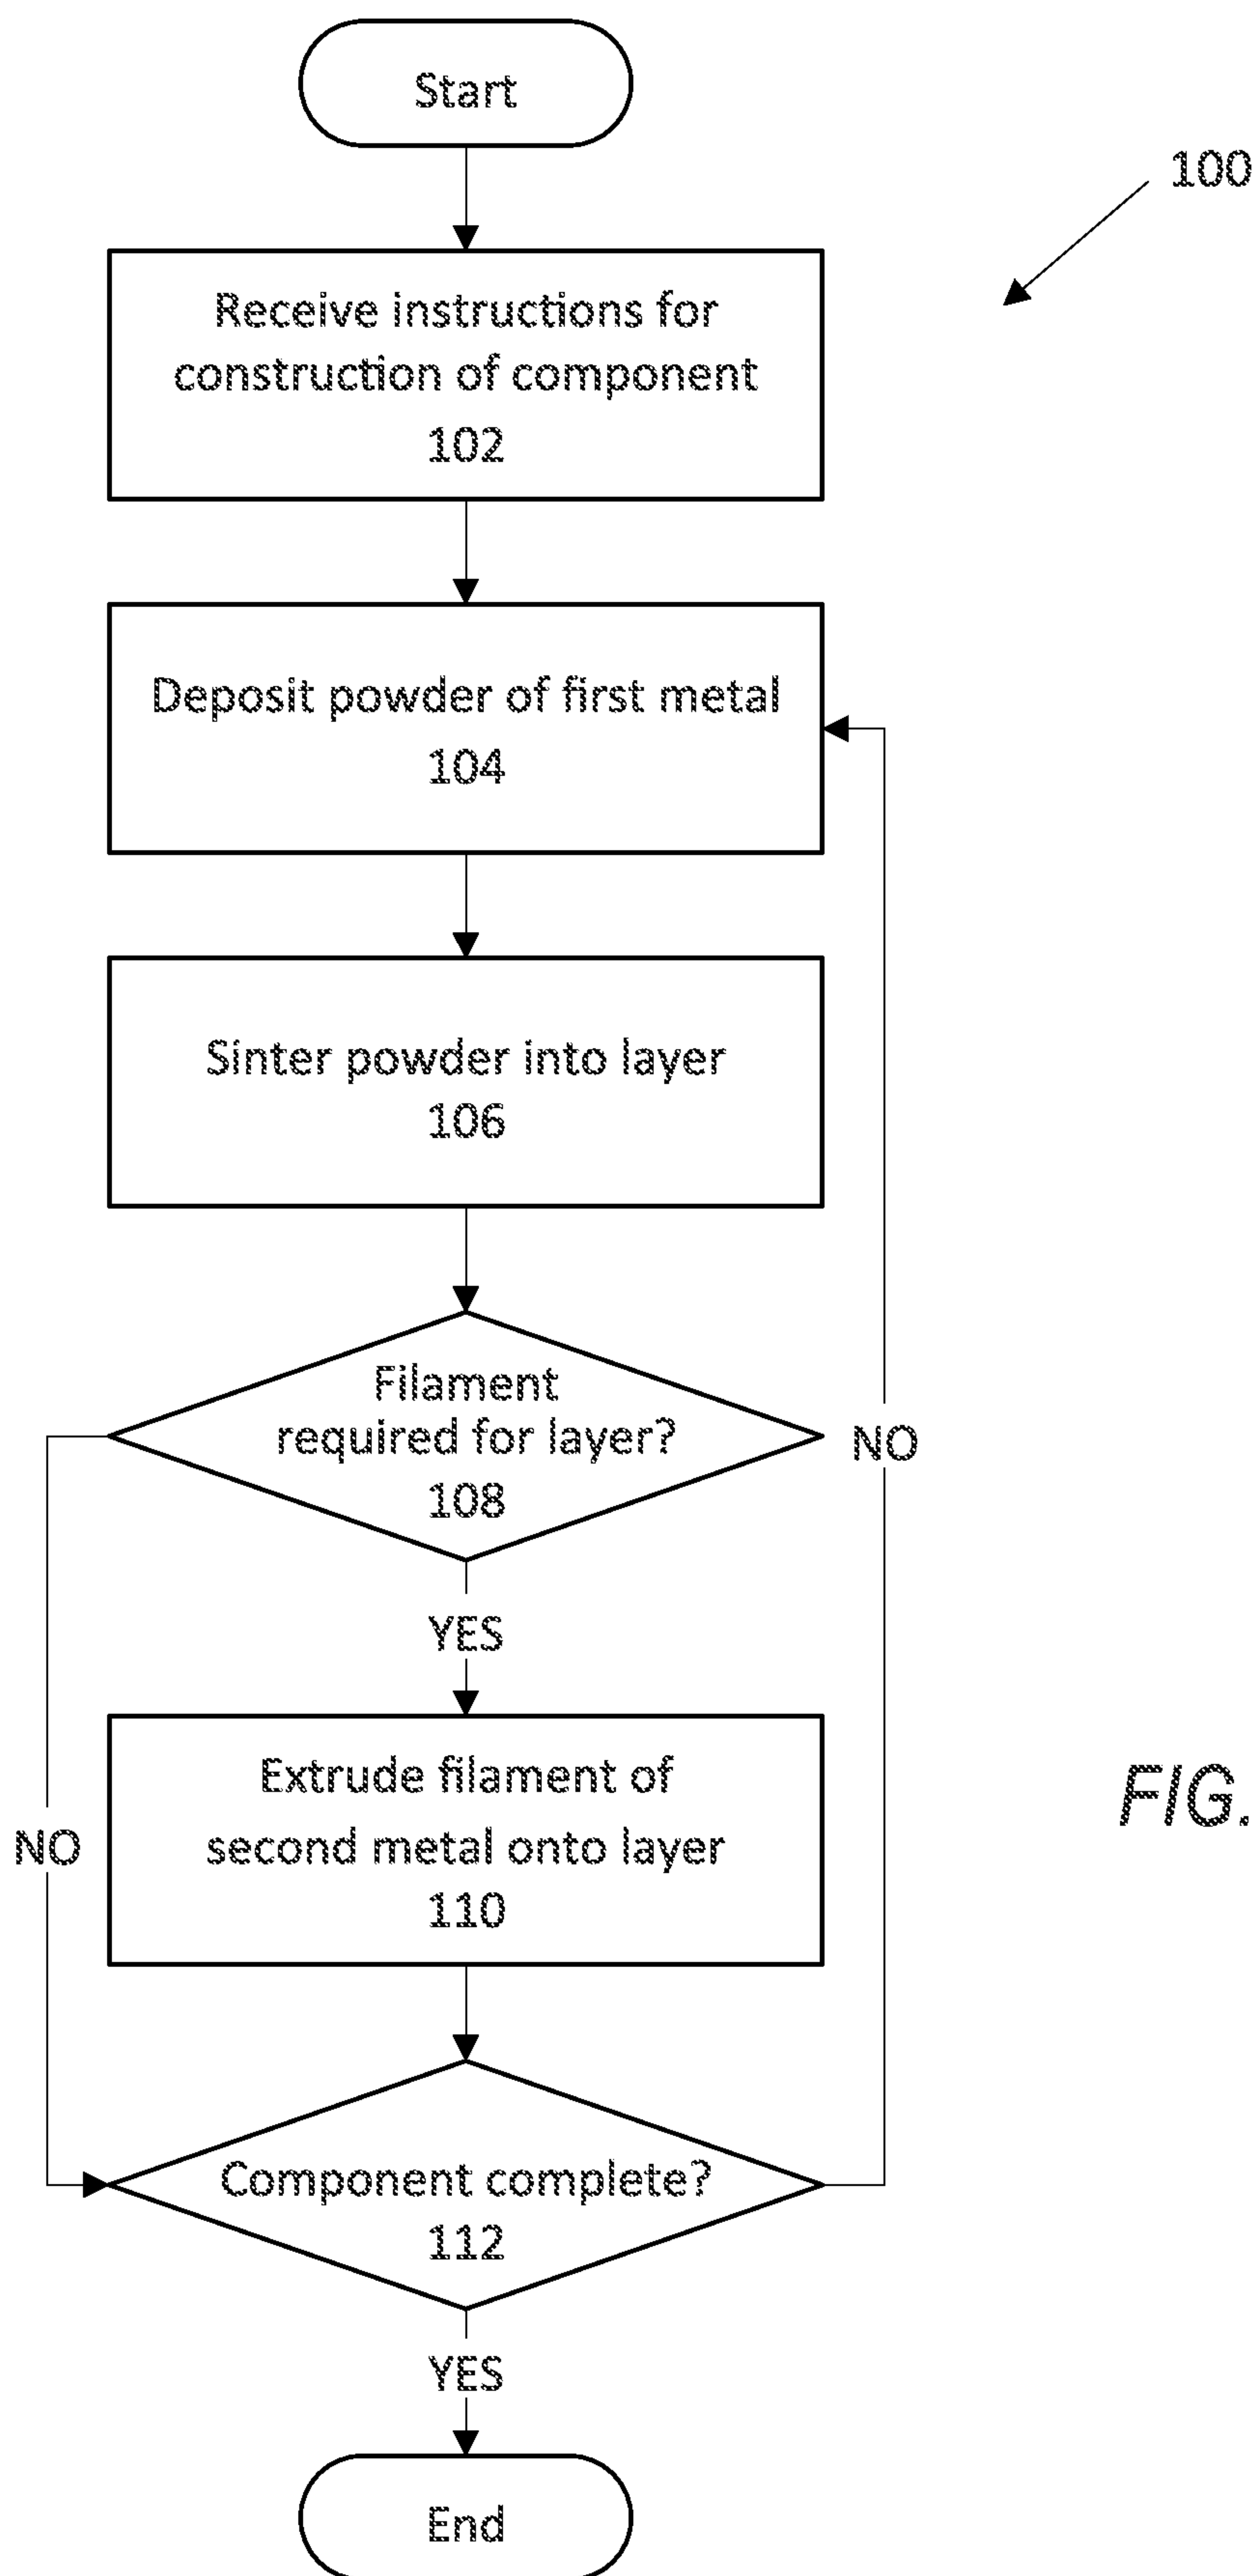 Start
100
Receive instructions for
construction of component
102
Deposit powder of first metal
104
Sinter powder into layer
106
Filament
required for layer?
108
NO
YES
Extrude filament of
second metal onto layer
110
FIG.
NO
Component complete?
112
YES
End